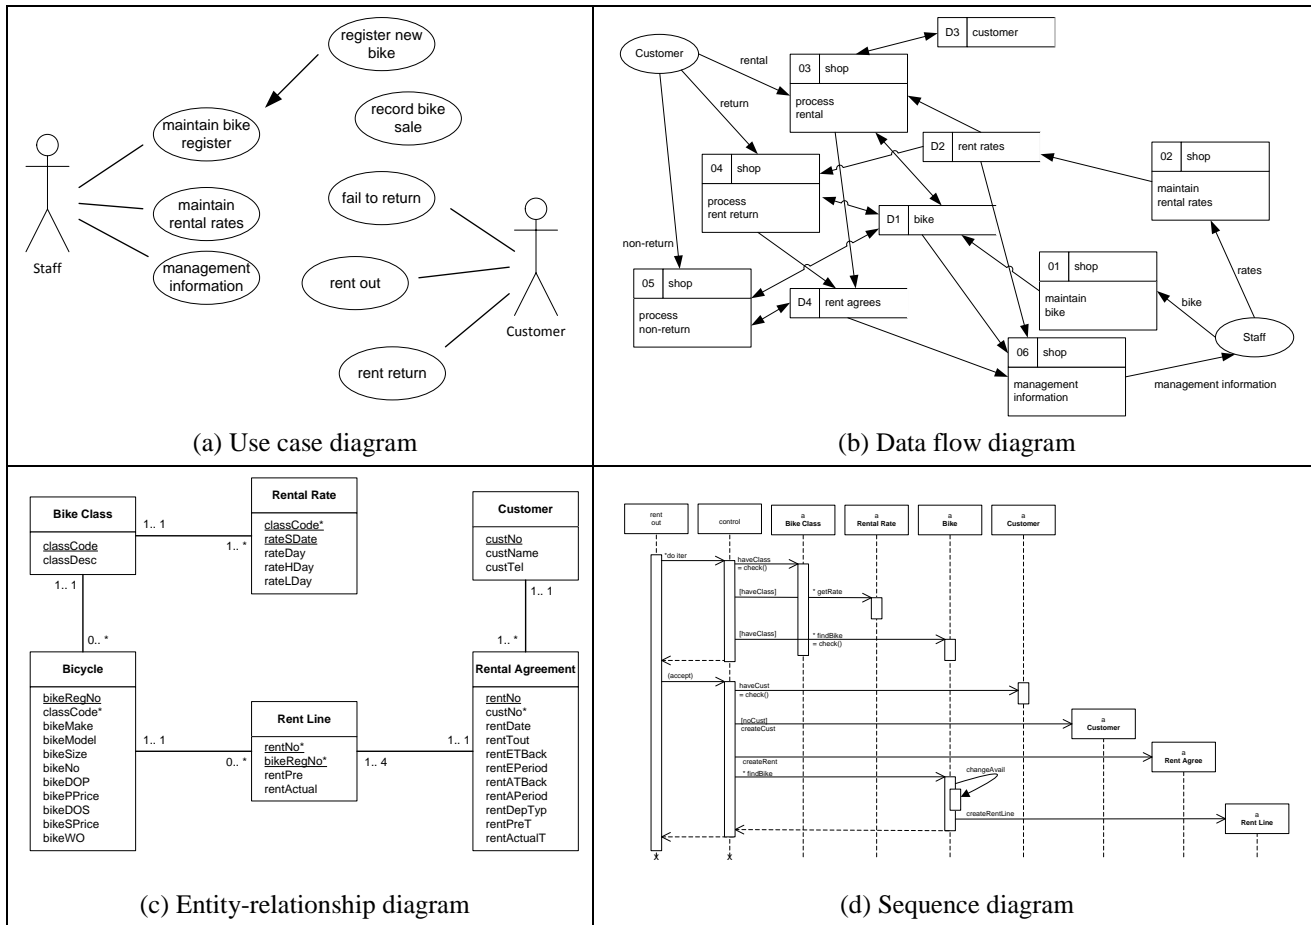 register new
bike
record bike
sale
maintain bike
register
maintain
rental rates
management
information
fail to return
rent out
rent return
Staff
Customer
(a) Use case diagram
D3 customer
Customer
rental
03 shop
process
rental
return
D2 rent rates
02 shop
maintain
rental rates
04 shop
process
rent return
D1 bike
non-return
05 shop
process
non-return
D4 rent agrees
01 shop
maintain
bike
rates
bike
Staff
06 shop
management
information
management information
(b) Data flow diagram
Bike Class
classCode
classDesc
1.. 1
1.. *
Rental Rate
classCode*
rateSDate
rateDay
rateHDay
rateLDay
Customer
custNo
custName
custTel
1.. 1
0.. *
1.. 1
1.. *
Bicycle
bikeRegNo
classCode*
bikeMake
bikeModel
bikeSize
bikeNo
bikeDOP
bikePPrice
bikeDOS
bikeSPrice
bikeWO
1.. 1
0.. *
Rent Line
rentNo*
bikeRegNo*
rentPre
rentActual
1.. 4
1.. 1
Rental Agreement
rentNo
custNo*
rentDate
rentTout
rentETBack
rentEPeriod
rentATBack
rentAPeriod
rentDepTyp
rentPreT
rentActualT
(c) Entity-relationship diagram
rent
out
control
a
Bike Class
a
Rental Rate
a
Bike
a
Customer
*do iter
haveClass
= check()
[haveClass]
* getRate
[haveClass]
* findBike
= check()
(accept)
haveCust
= check()
[noCust]
createCust
a
Customer
createRent
a
Rent Agree
* findBike
changeAvail
createRentLine
a
Rent Line
x
x
(d) Sequence diagram